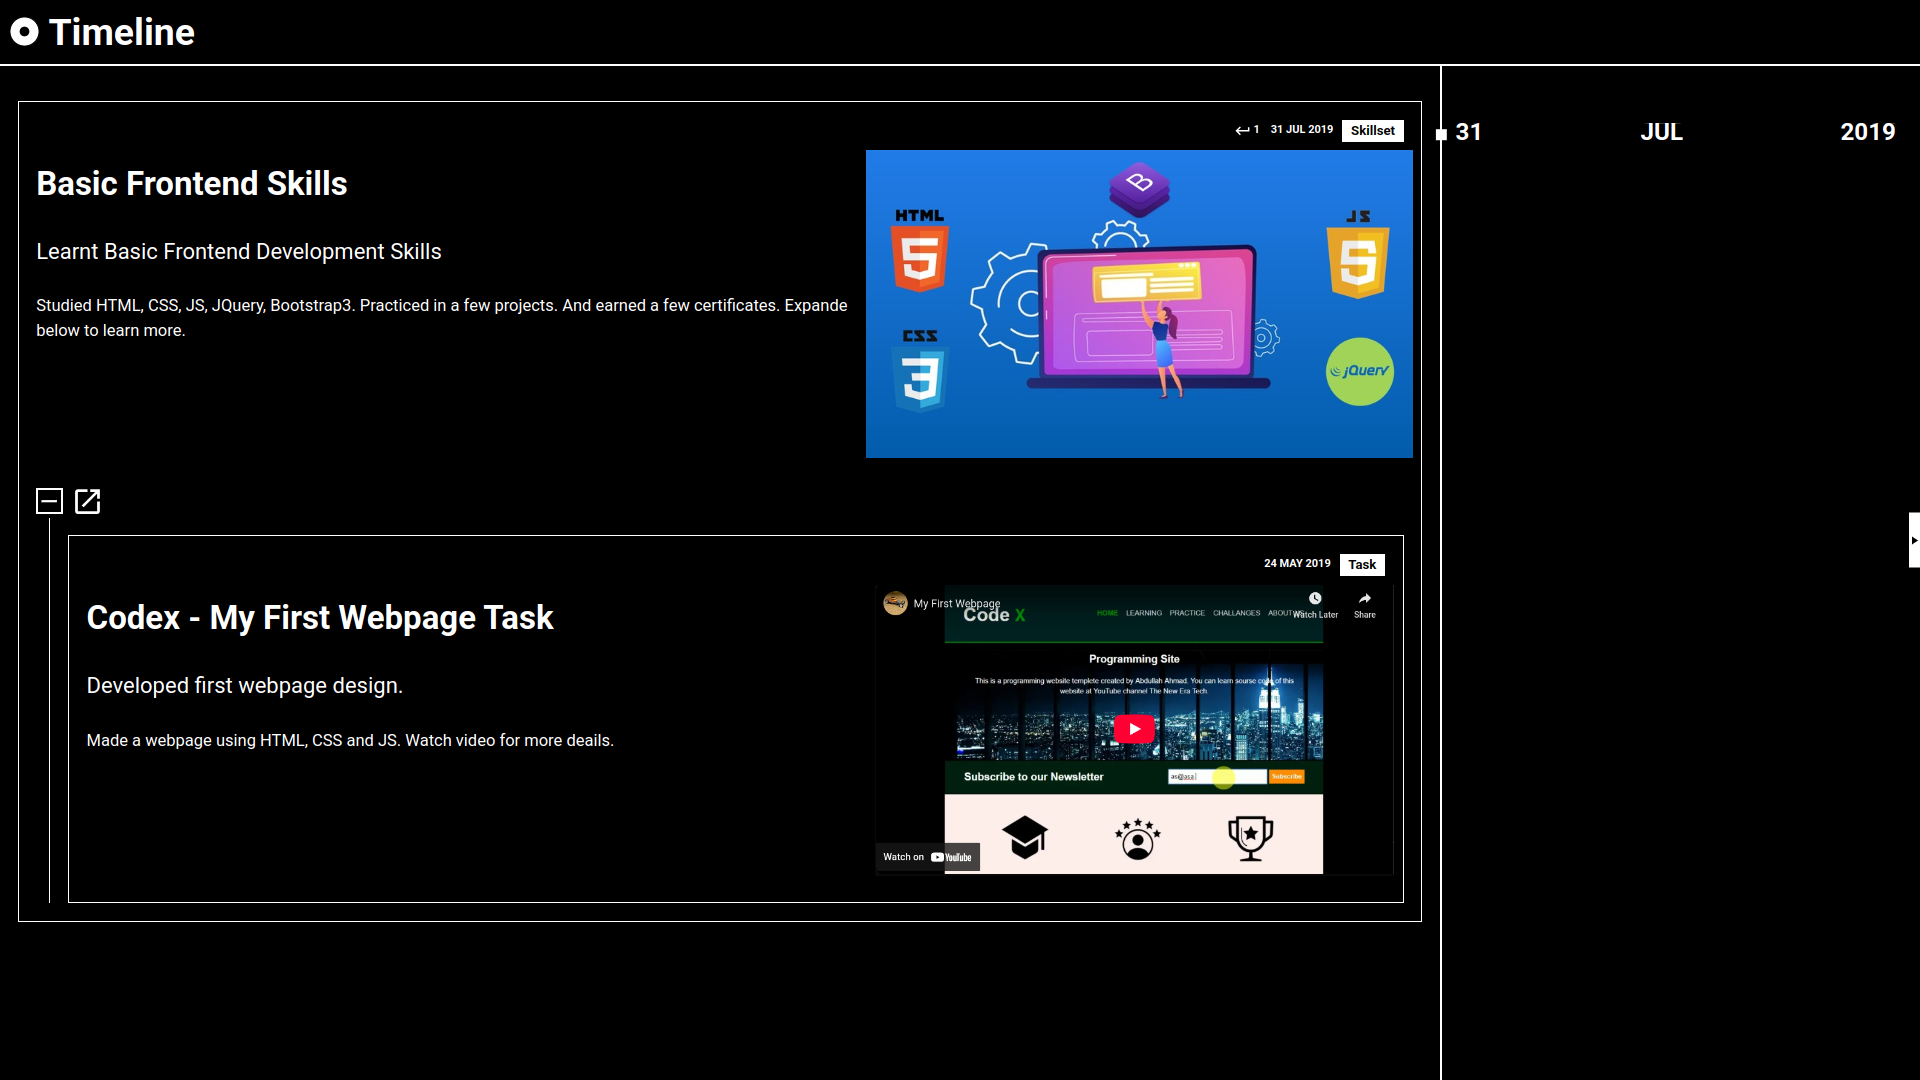 Timeline
1 31 JUL 2019 Skillset
31 JUL 2019
Basic Frontend Skills
Learnt Basic Frontend Development Skills
Studied HTML, CSS, JS, JQuery, Bootstrap3. Practiced in a few projects. And earned a few certificates. Expande
below to learn more.
B
HTML
5
JS
5
CSS
3
jQuery
24 MAY 2019 Task
Codex - My First Webpage Task
Developed first webpage design.
Made a webpage using HTML, CSS and JS. Watch video for more deails.
My First Webpage
Watch Later
Share
Code X
HOME LEARNING PRACTICE CHALLANGES ABOUT US
Programming Site
This is a programming website templete created by Abdullah Ahmad. You can learn sourse code of this
website at YouTube channel The New Era Tech
Subscribe to our Newsletter
as@asa
Subscribe
Watch on YouTube